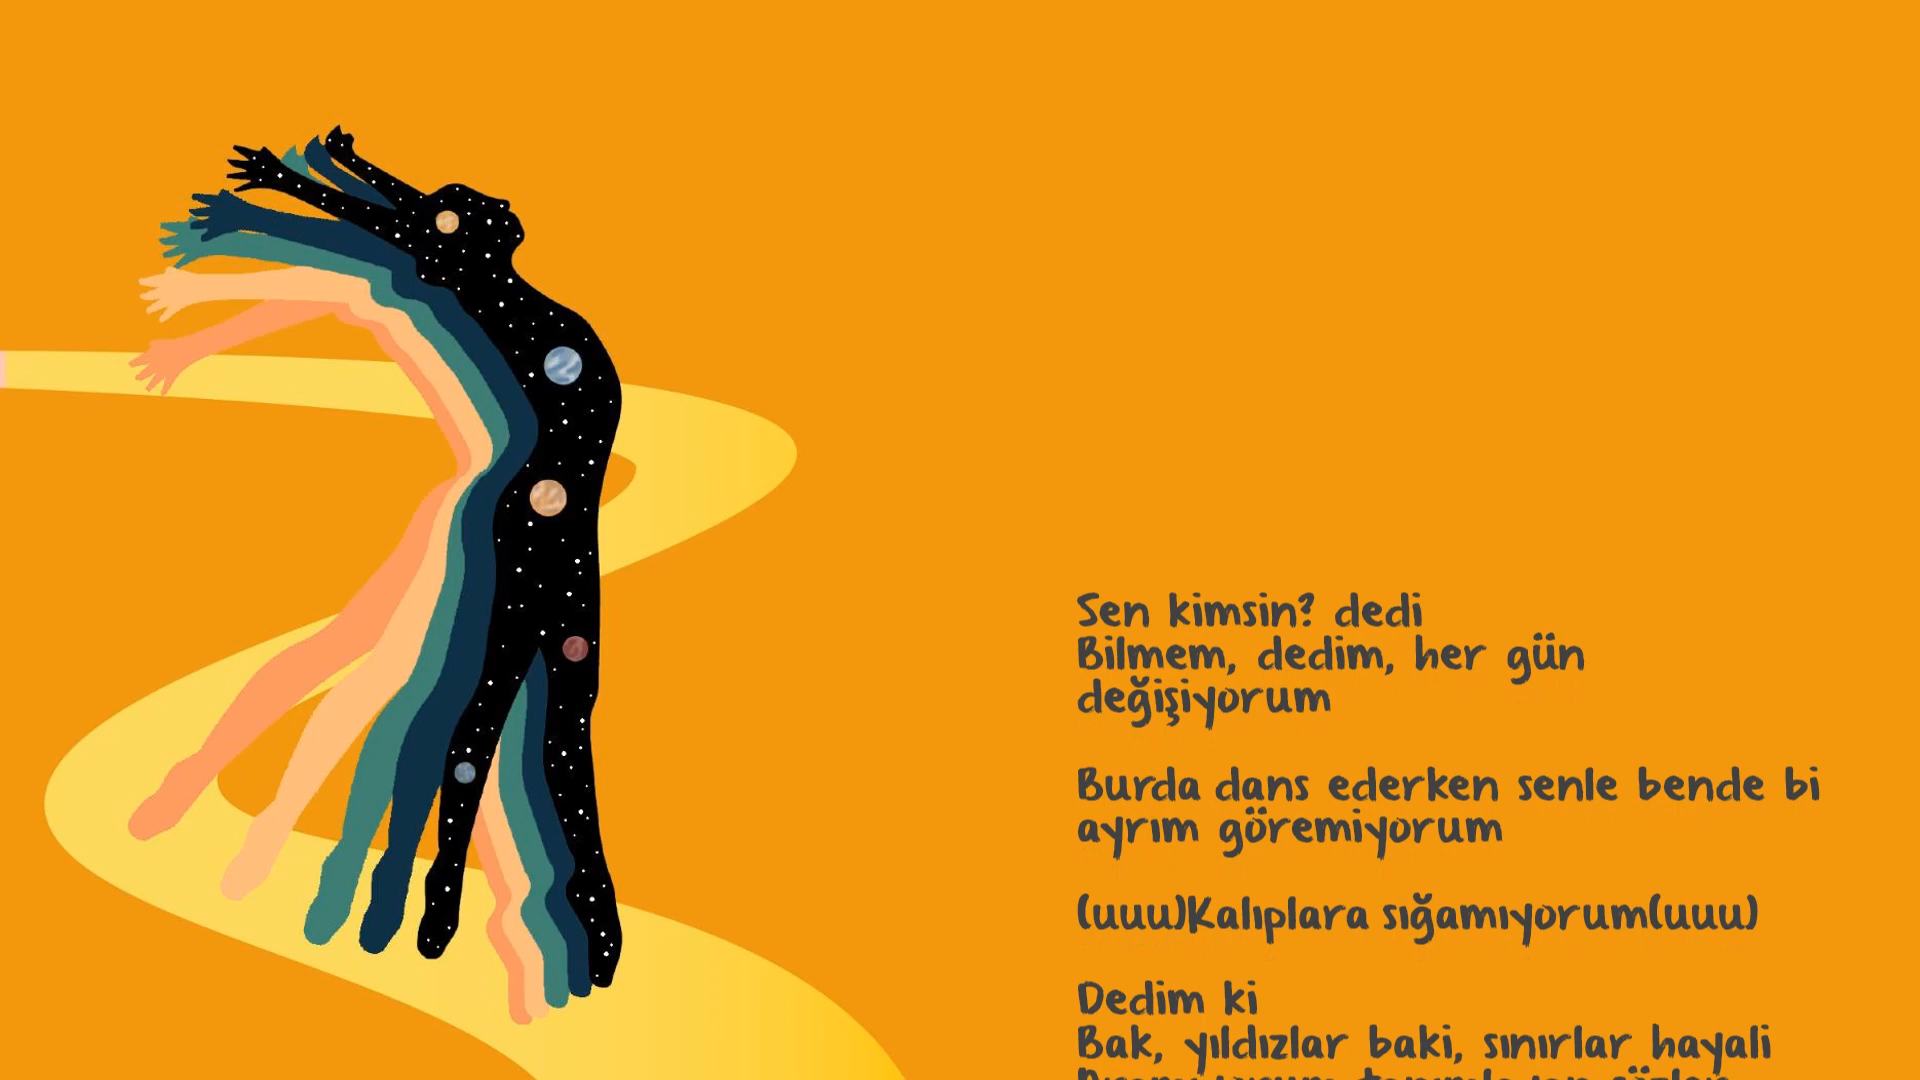 Sen kimsin? dedi
Bilmem, dedim, her gün
değişiyorum
Burda dans ederken senle bende bi
ayrım göremiyorum
(uuu)Kalıplara sığamıyorum(uuu)
Dedim ki
Bak, yıldızlar baki, sınırlar hayali